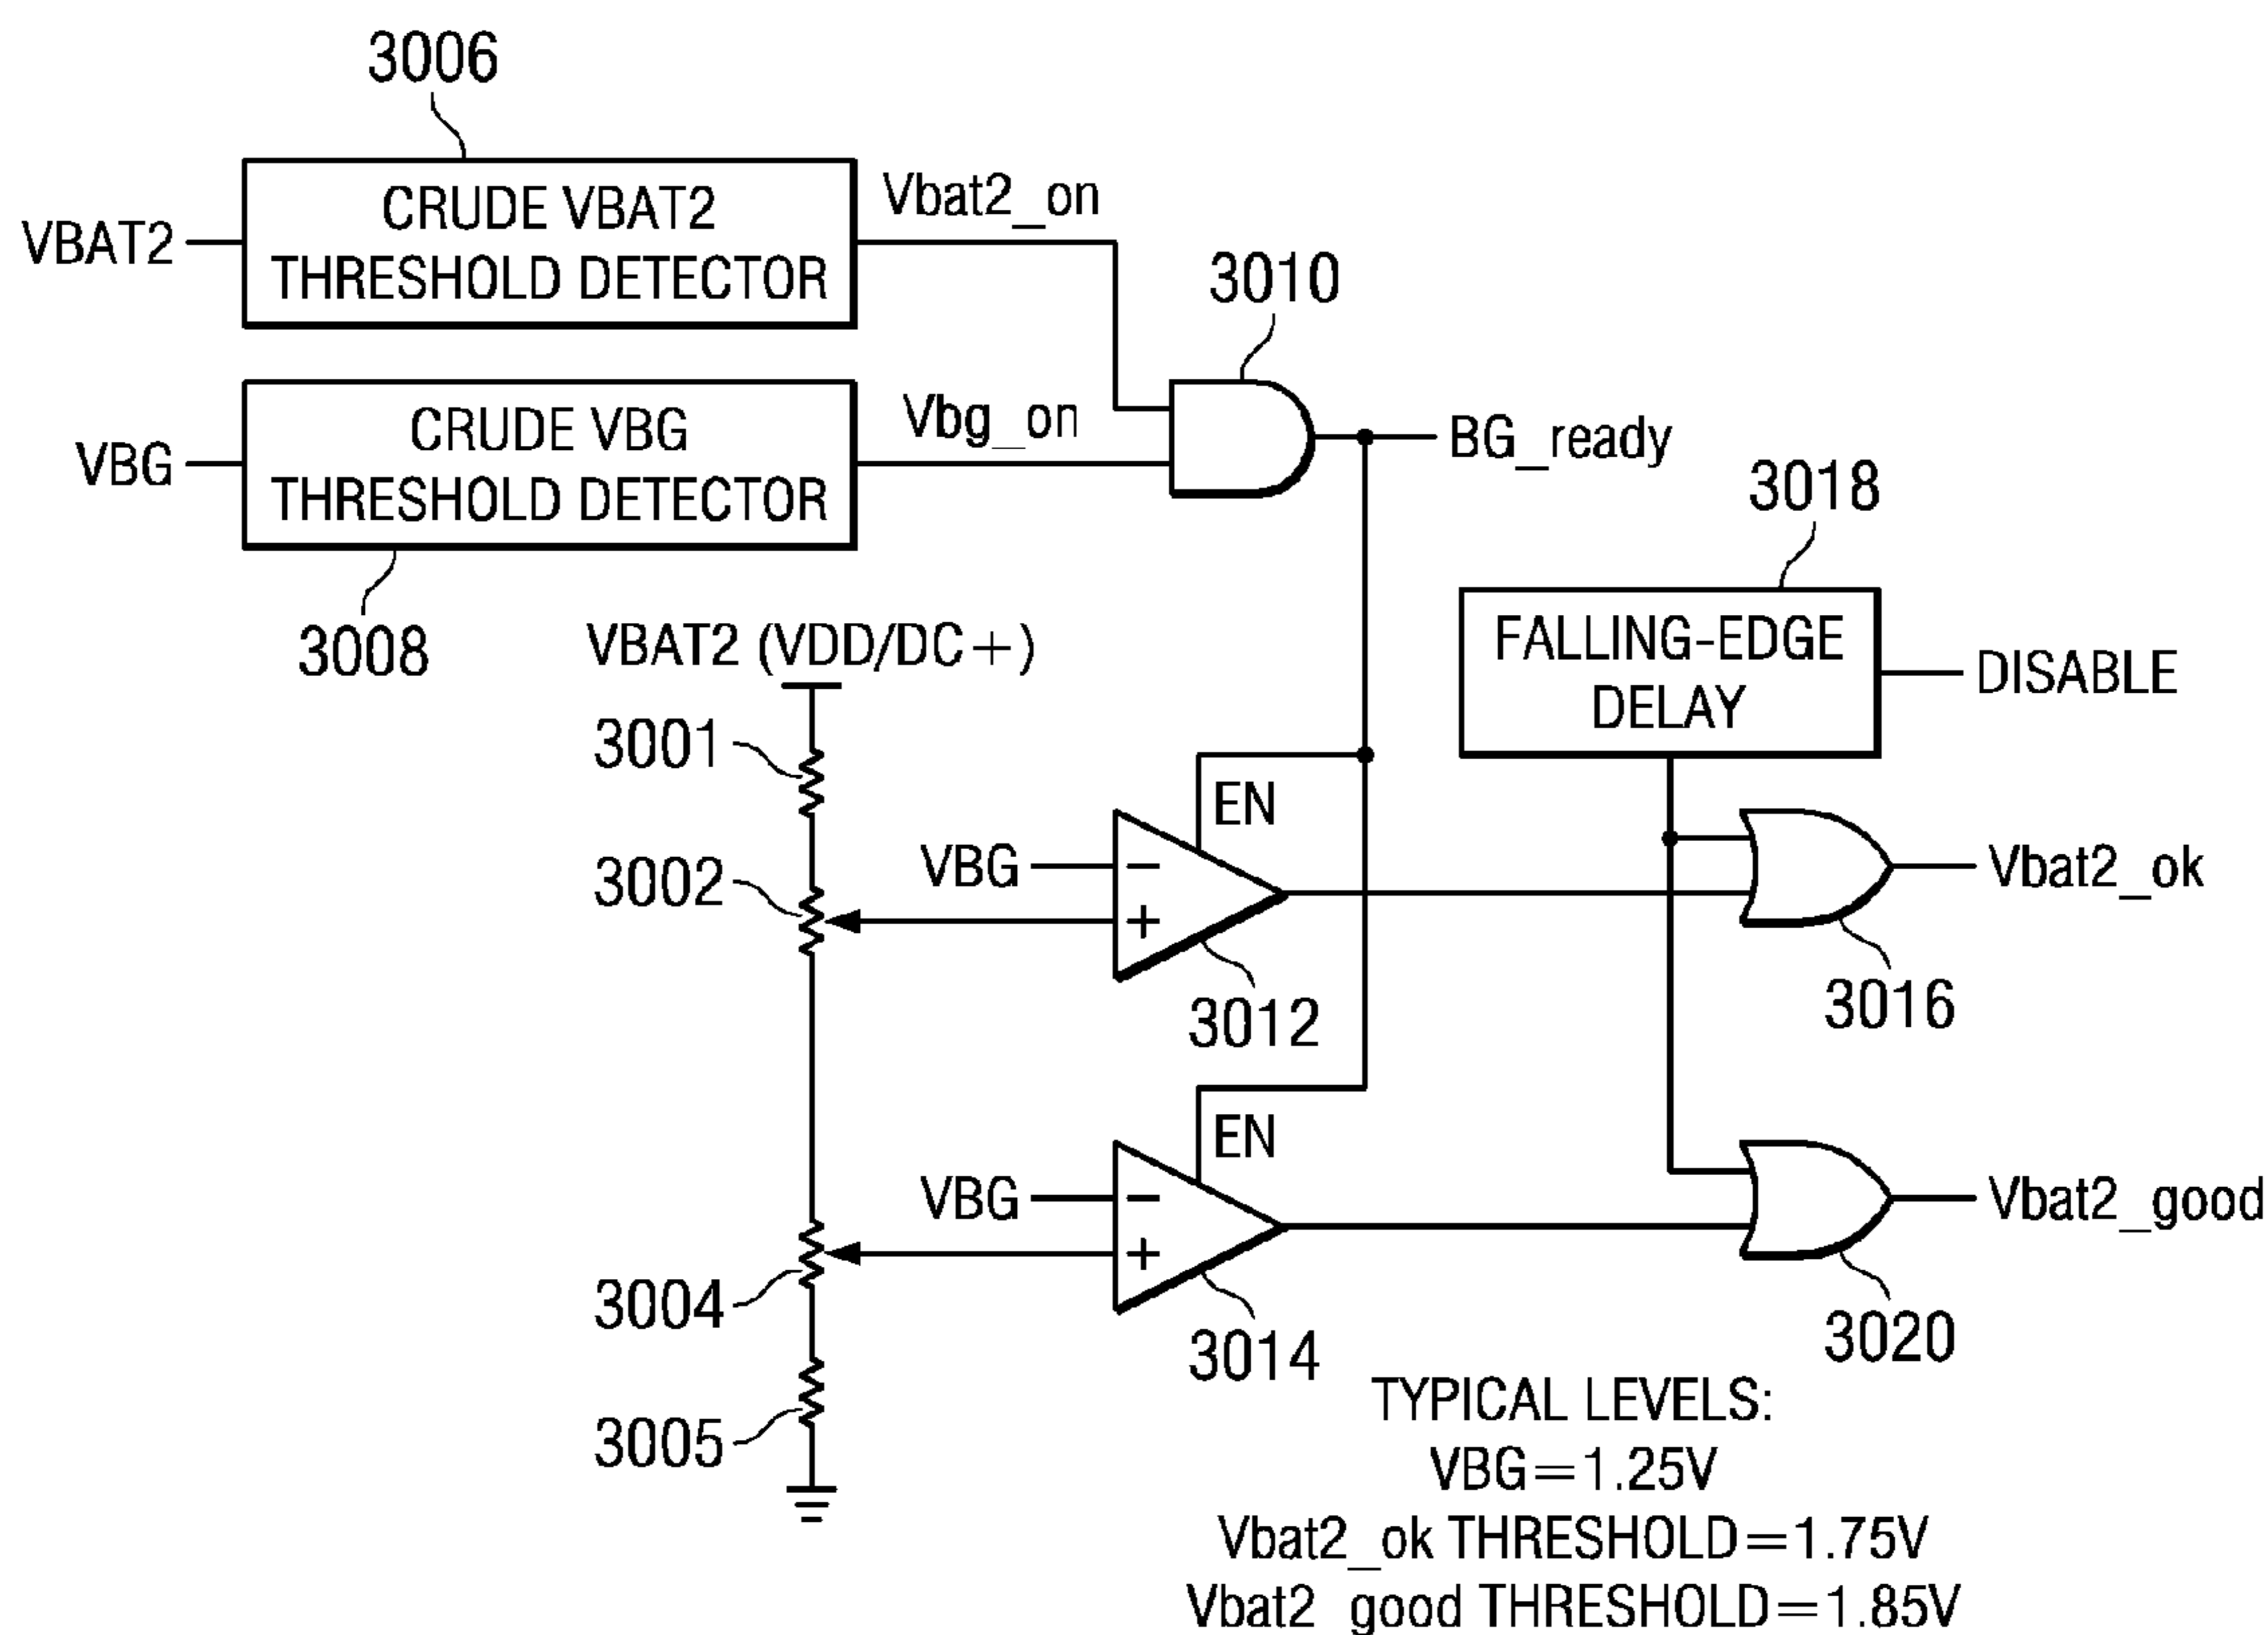 3006
CRUDE VBAT2
THRESHOLD DETECTOR
VBAT2
Vbat2_on
3010
CRUDE VBG
THRESHOLD DETECTOR
VBG
Vbg_on
BG_ready
3008
3018
FALLING-EDGE
DELAY
DISABLE
VBAT2 (VDD/DC+)
3001
3002
EN
VBG
−
+
3012
Vbat2_ok
3016
EN
VBG
−
+
3014
Vbat2_good
3020
3004
3005
TYPICAL LEVELS:
VBG=1.25V
Vbat2_ok THRESHOLD=1.75V
Vbat2_good THRESHOLD=1.85V